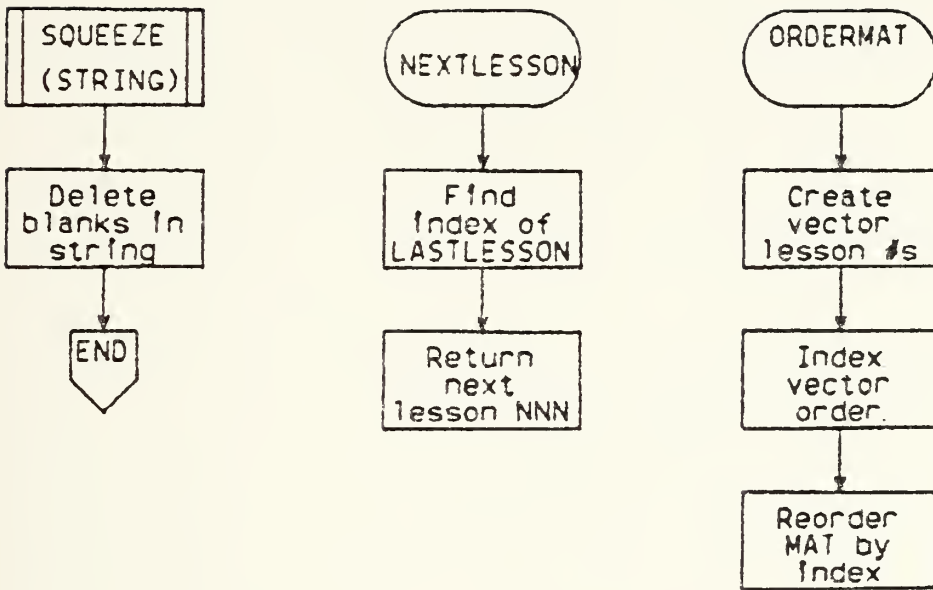 SQUEEZE
(STRING)
Delete
blanks in
string
END
NEXTLESSON
Find
index of
LASTLESSON
Return
next
lesson NNN
ORDERMAT
Create
vector
lesson #s
Index
vector
order
Reorder
MAT by
index